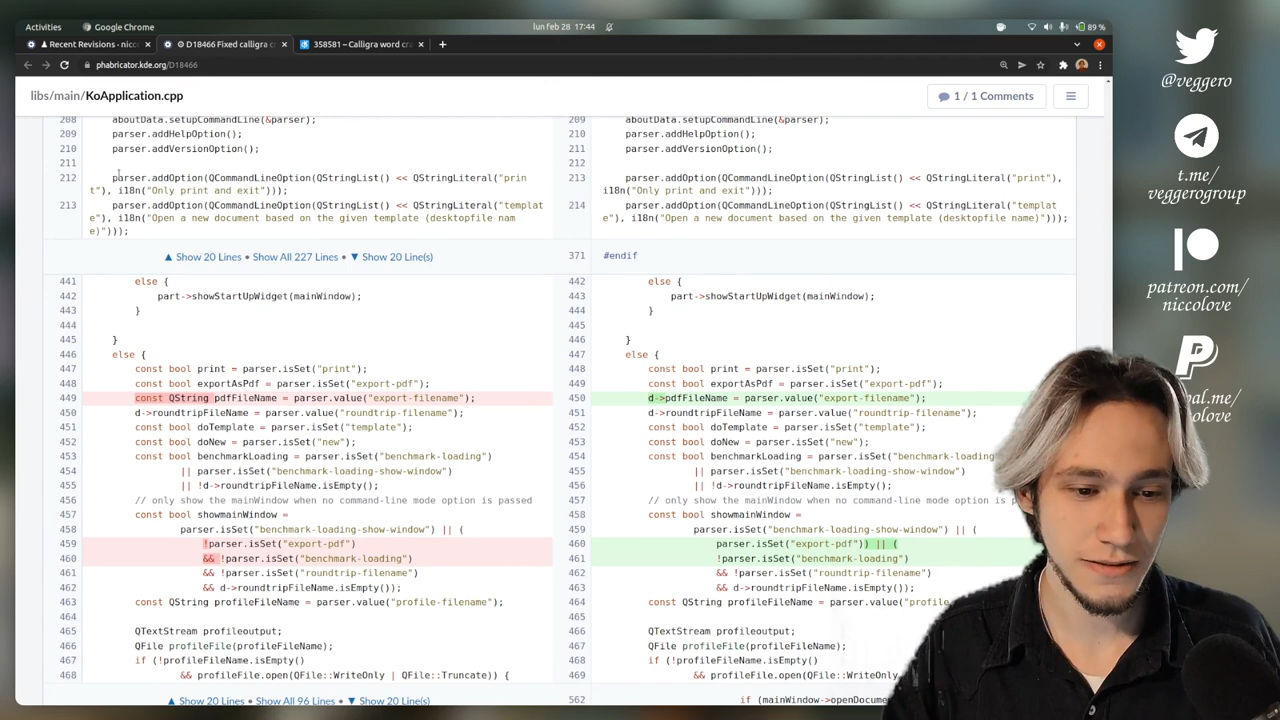 Activities
Google Chrome
lun feb 28 17:44
89 %
Recent Revisions · nicc
D18466 Fixed calligra c
358581 – Calligra word cra
phabricator.kde.org/D18466
libs/main/KoApplication.cpp
1 / 1 Comments
208 aboutData.setupCommandLine(&parser);
209 parser.addHelpOption();
210 parser.addVersionOption();
211
212 parser.addOption(QCommandLineOption(QStringList() << QStringLiteral("prin
t"), i18n("Only print and exit")));
213 parser.addOption(QCommandLineOption(QStringList() << QStringLiteral("templat
e"), i18n("Open a new document based on the given template (desktopfile nam
e)")));
209 aboutData.setupCommandLine(&parser);
210 parser.addHelpOption();
211 parser.addVersionOption();
212
213 parser.addOption(QCommandLineOption(QStringList() << QStringLiteral("print"),
i18n("Only print and exit")));
214 parser.addOption(QCommandLineOption(QStringList() << QStringLiteral("templat
e"), i18n("Open a new document based on the given template (desktopfile name)")));
▲ Show 20 Lines • Show All 227 Lines • ▼ Show 20 Line(s)
371 #endif
441 else {
442 part->showStartUpWidget(mainWindow);
443 }
444
445 }
446 else {
447 const bool print = parser.isSet("print");
448 const bool exportAsPdf = parser.isSet("export-pdf");
449 const QString pdfFileName = parser.value("export-filename");
450 d->roundtripFileName = parser.value("roundtrip-filename");
451 const bool doTemplate = parser.isSet("template");
452 const bool doNew = parser.isSet("new");
453 const bool benchmarkLoading = parser.isSet("benchmark-loading")
454 || parser.isSet("benchmark-loading-show-window")
455 || !d->roundtripFileName.isEmpty();
456 // only show the mainWindow when no command-line mode option is passed
457 const bool showmainWindow =
458 parser.isSet("benchmark-loading-show-window") || (
459 !parser.isSet("export-pdf")
460 && !parser.isSet("benchmark-loading")
461 && !parser.isSet("roundtrip-filename")
462 && d->roundtripFileName.isEmpty());
463 const QString profileFileName = parser.value("profile-filename");
464
465 QTextStream profileoutput;
466 QFile profileFile(profileFileName);
467 if (!profileFileName.isEmpty()
468 && profileFile.open(QFile::WriteOnly | QFile::Truncate)) {
442 else {
443 part->showStartUpWidget(mainWindow);
444 }
445
446 }
447 else {
448 const bool print = parser.isSet("print");
449 const bool exportAsPdf = parser.isSet("export-pdf");
450 d->pdfFileName = parser.value("export-filename");
451 d->roundtripFileName = parser.value("roundtrip-filename");
452 const bool doTemplate = parser.isSet("template");
453 const bool doNew = parser.isSet("new");
454 const bool benchmarkLoading = parser.isSet("benchmark-loading
455 || parser.isSet("benchmark-loading-show-window")
456 || !d->roundtripFileName.isEmpty();
457 // only show the mainWindow when no command-line mode option is p
458 const bool showmainWindow =
459 parser.isSet("benchmark-loading-show-window") || (
460 parser.isSet("export-pdf")) || (
461 !parser.isSet("benchmark-loading")
462 && !parser.isSet("roundtrip-filename")
463 && d->roundtripFileName.isEmpty());
464 const QString profileFileName = parser.value("profile
465
466 QTextStream profileoutput;
467 QFile profileFile(profileFileName);
468 if (!profileFileName.isEmpty()
469 && profileFile.open(QFile::WriteOnly
▲ Show 20 Lines • Show All 96 Lines • ▼ Show 20 Line(s)
562 if (mainWindow->openDocume
@veggero
t.me/
veggerogroup
patreon.com/
niccolove
al.me/
colove